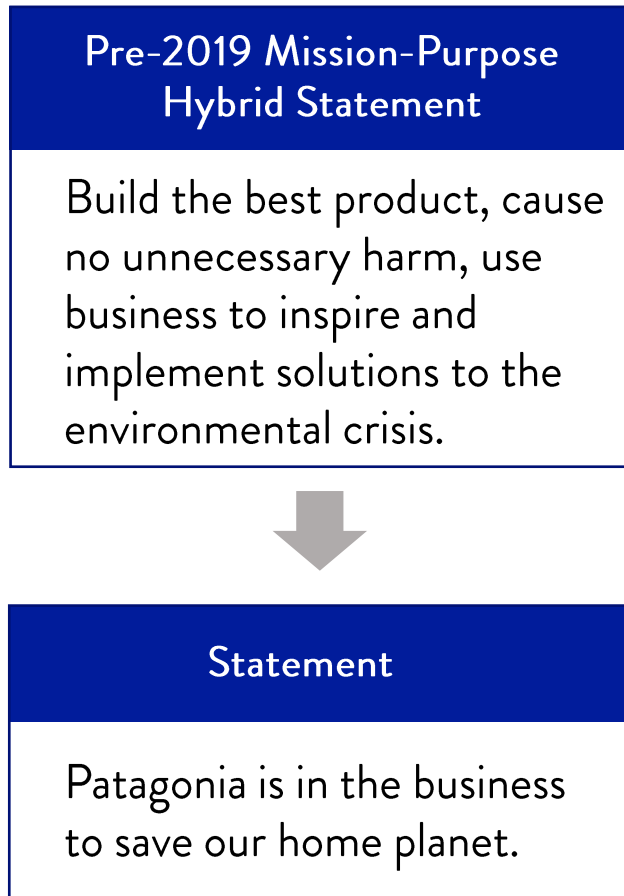 Pre-2019 Mission-Purpose
Hybrid Statement
Build the best product, cause
no unnecessary harm, use
business to inspire and
implement solutions to the
environmental crisis.
Statement
Patagonia is in the business
to save our home planet.